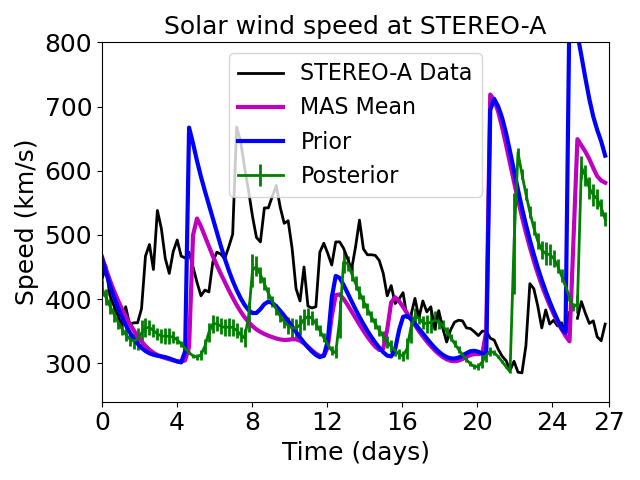 Solar wind speed at STEREO-A
800
700
600
500
400
300
Speed (km/s)
STEREO-A Data
MAS Mean
Prior
Posterior
0 4 8 12 16 20 24 27
Time (days)